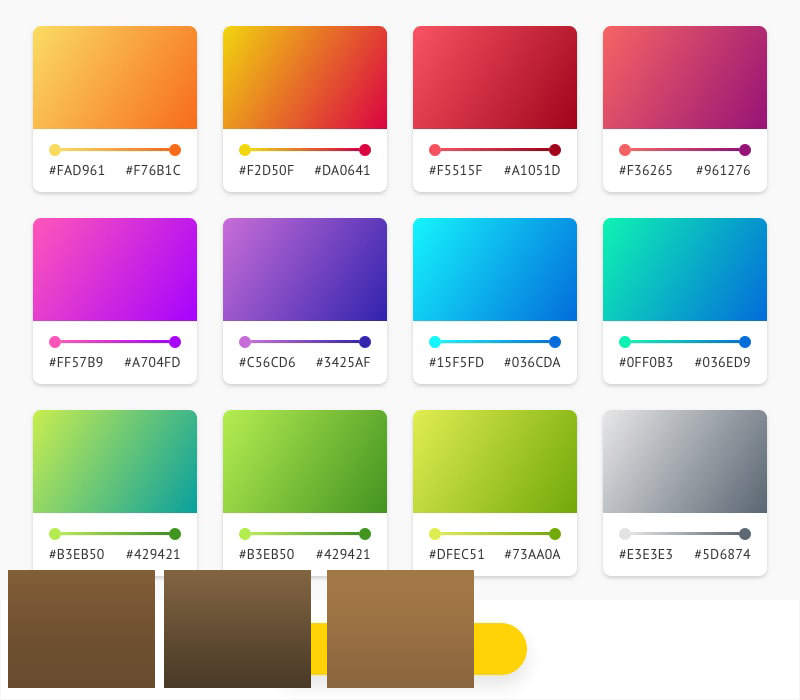 #FAD961 #F76B1C #F2D50F #DA0641 #F5515F #A1051D #F36265 #961276
#FF57B9 #A704FD #C56CD6 #3425AF #15F5FD #036CDA #0FF0B3 #036ED9
#B3EB50 #429421 #B3EB50 #429421 #DFEC51 #73AA0A #E3E3E3 #5D6874